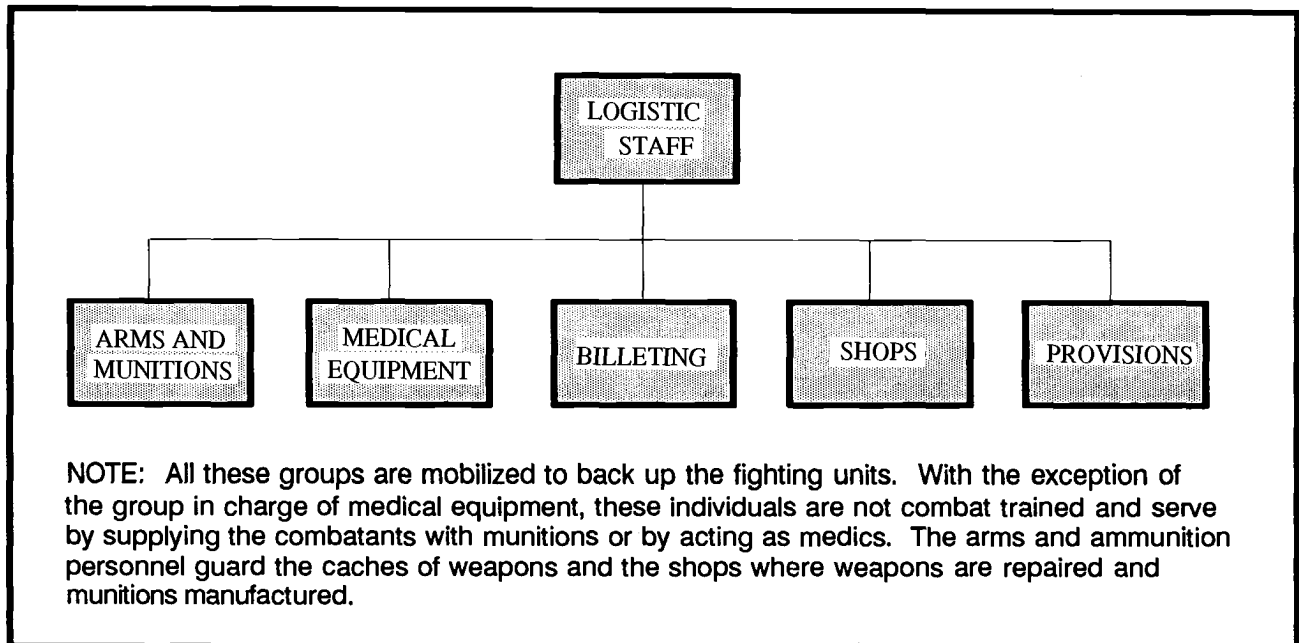 LOGISTIC
STAFF
ARMS AND
MUNITIONS
MEDICAL
EQUIPMENT
BILLETING
SHOPS
PROVISIONS
NOTE: All these groups are mobilized to back up the fighting units. With the exception of
the group in charge of medical equipment, these individuals are not combat trained and serve
by supplying the combatants with munitions or by acting as medics. The arms and ammunition
personnel guard the caches of weapons and the shops where weapons are repaired and
munitions manufactured.